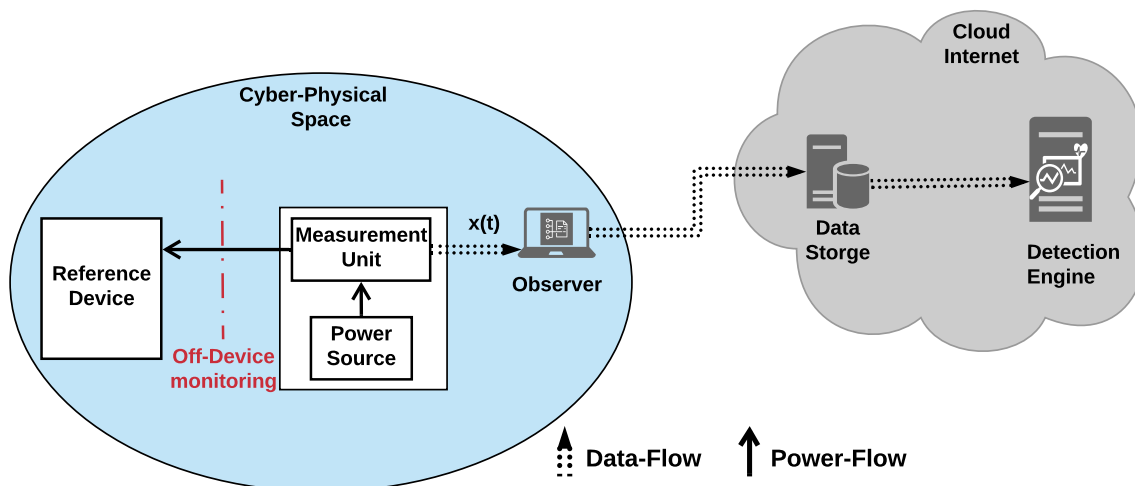 Cloud
Internet
Cyber-Physical
Space
x(t)
Measurement
Unit
Reference
Device
Observer
Power
Source
Off-Device
monitoring
Data
Storge
Detection
Engine
Data-Flow
Power-Flow